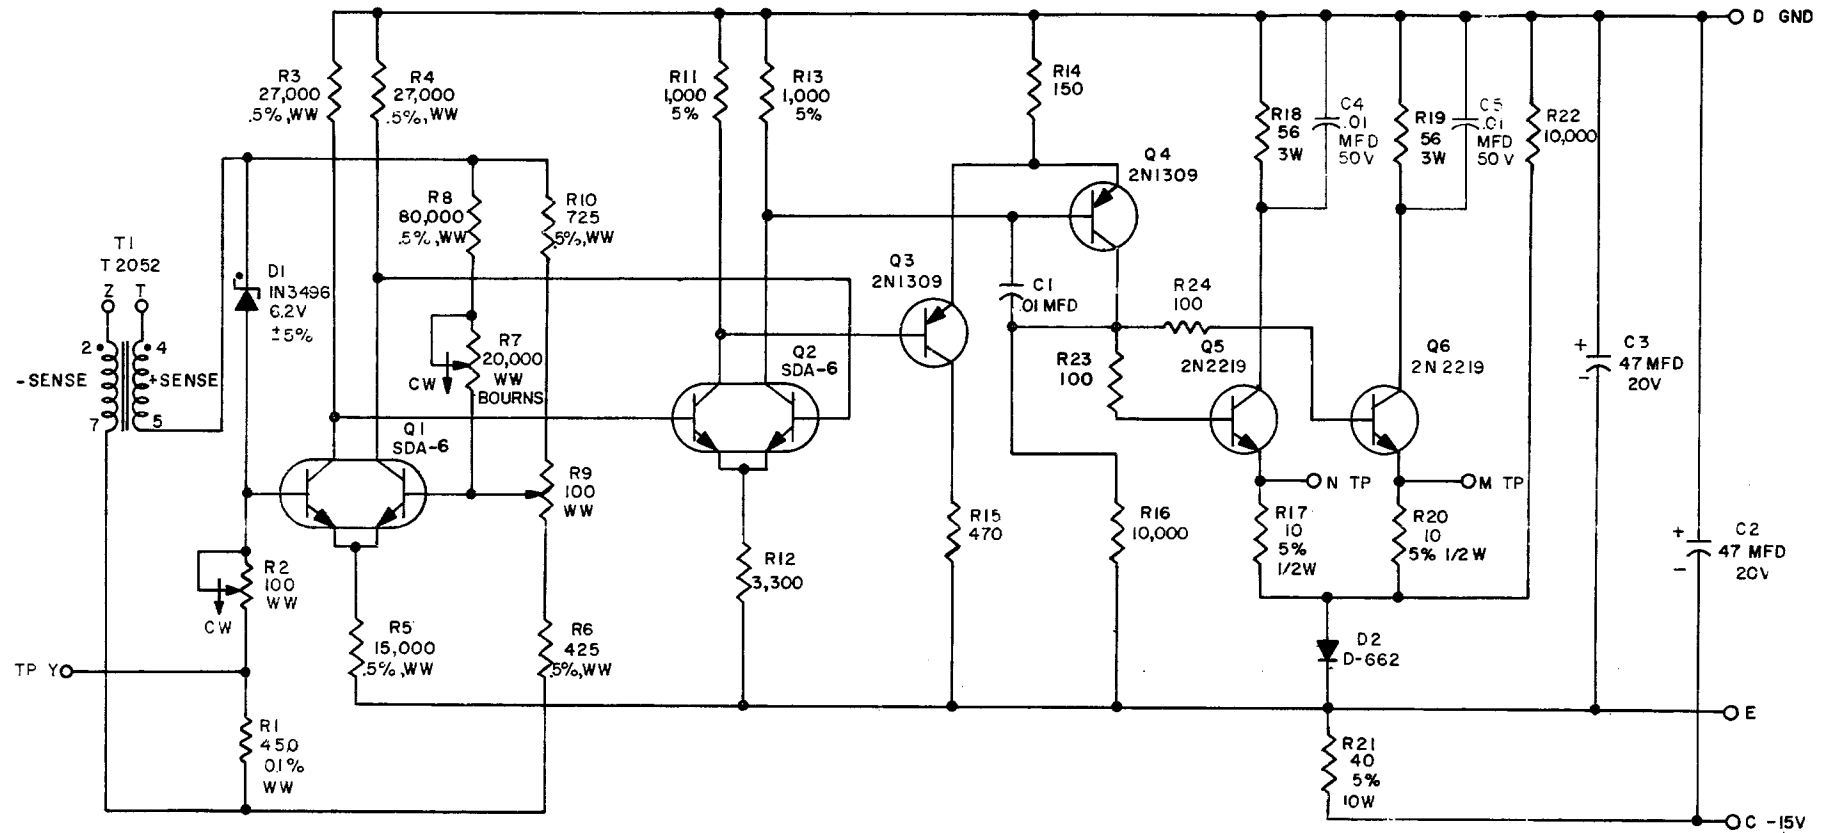 D GND
R3
27,000
.5%, WW
R4
27,000
.5%, WW
R11
1,000
5%
R13
1,000
5%
R14
150
R18
56
3W
C4
.01
MFD
50V
R19
56
3W
C5
.01
MFD
50V
R22
10,000
Q4
2N1309
R8
80,000
.5%, WW
R10
725
.5%, WW
T1
T2052
Z T
D1
1N3496
6.2V
±5%
Q3
2N1309
C1
.01 MFD
R24
100
2 4
-SENSE +SENSE
7 5
R7
20,000
WW
BOURNS
CW
Q2
SDA-6
R23
100
Q5
2N2219
Q6
2N2219
C3
47 MFD
20V
+
-
Q1
SDA-6
R9
100
WW
N TP
M TP
R15
470
R16
10,000
R17
10
5%
1/2W
R20
10
5% 1/2W
C2
47 MFD
20V
+
-
R2
100
WW
CW
R12
3,300
R5
15,000
.5%, WW
R6
425
.5%, WW
D2
D-662
TP Y
E
R1
450
0.1%
WW
R21
40
5%
10W
C -15V